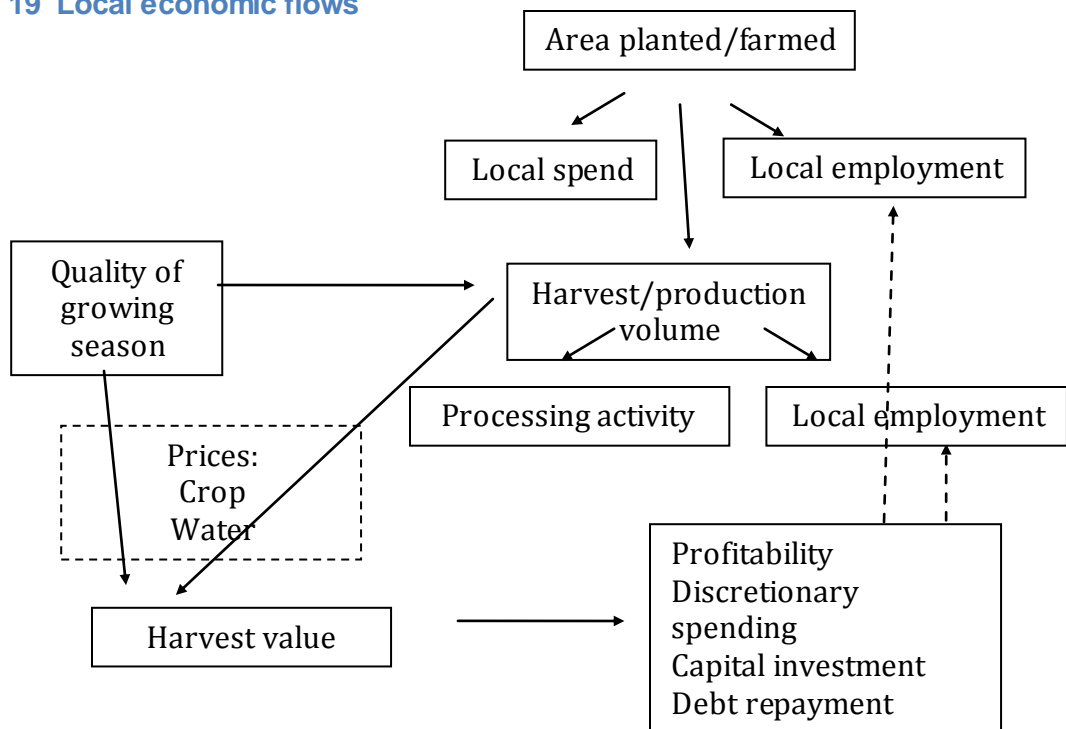 19 Local economic flows
Area planted/farmed
Local spend
Local employment
Quality of
growing
season
Harvest/production
volume
Processing activity
Local employment
Prices:
Crop
Water
Profitability
Discretionary
spending
Capital investment
Debt repayment
Harvest value